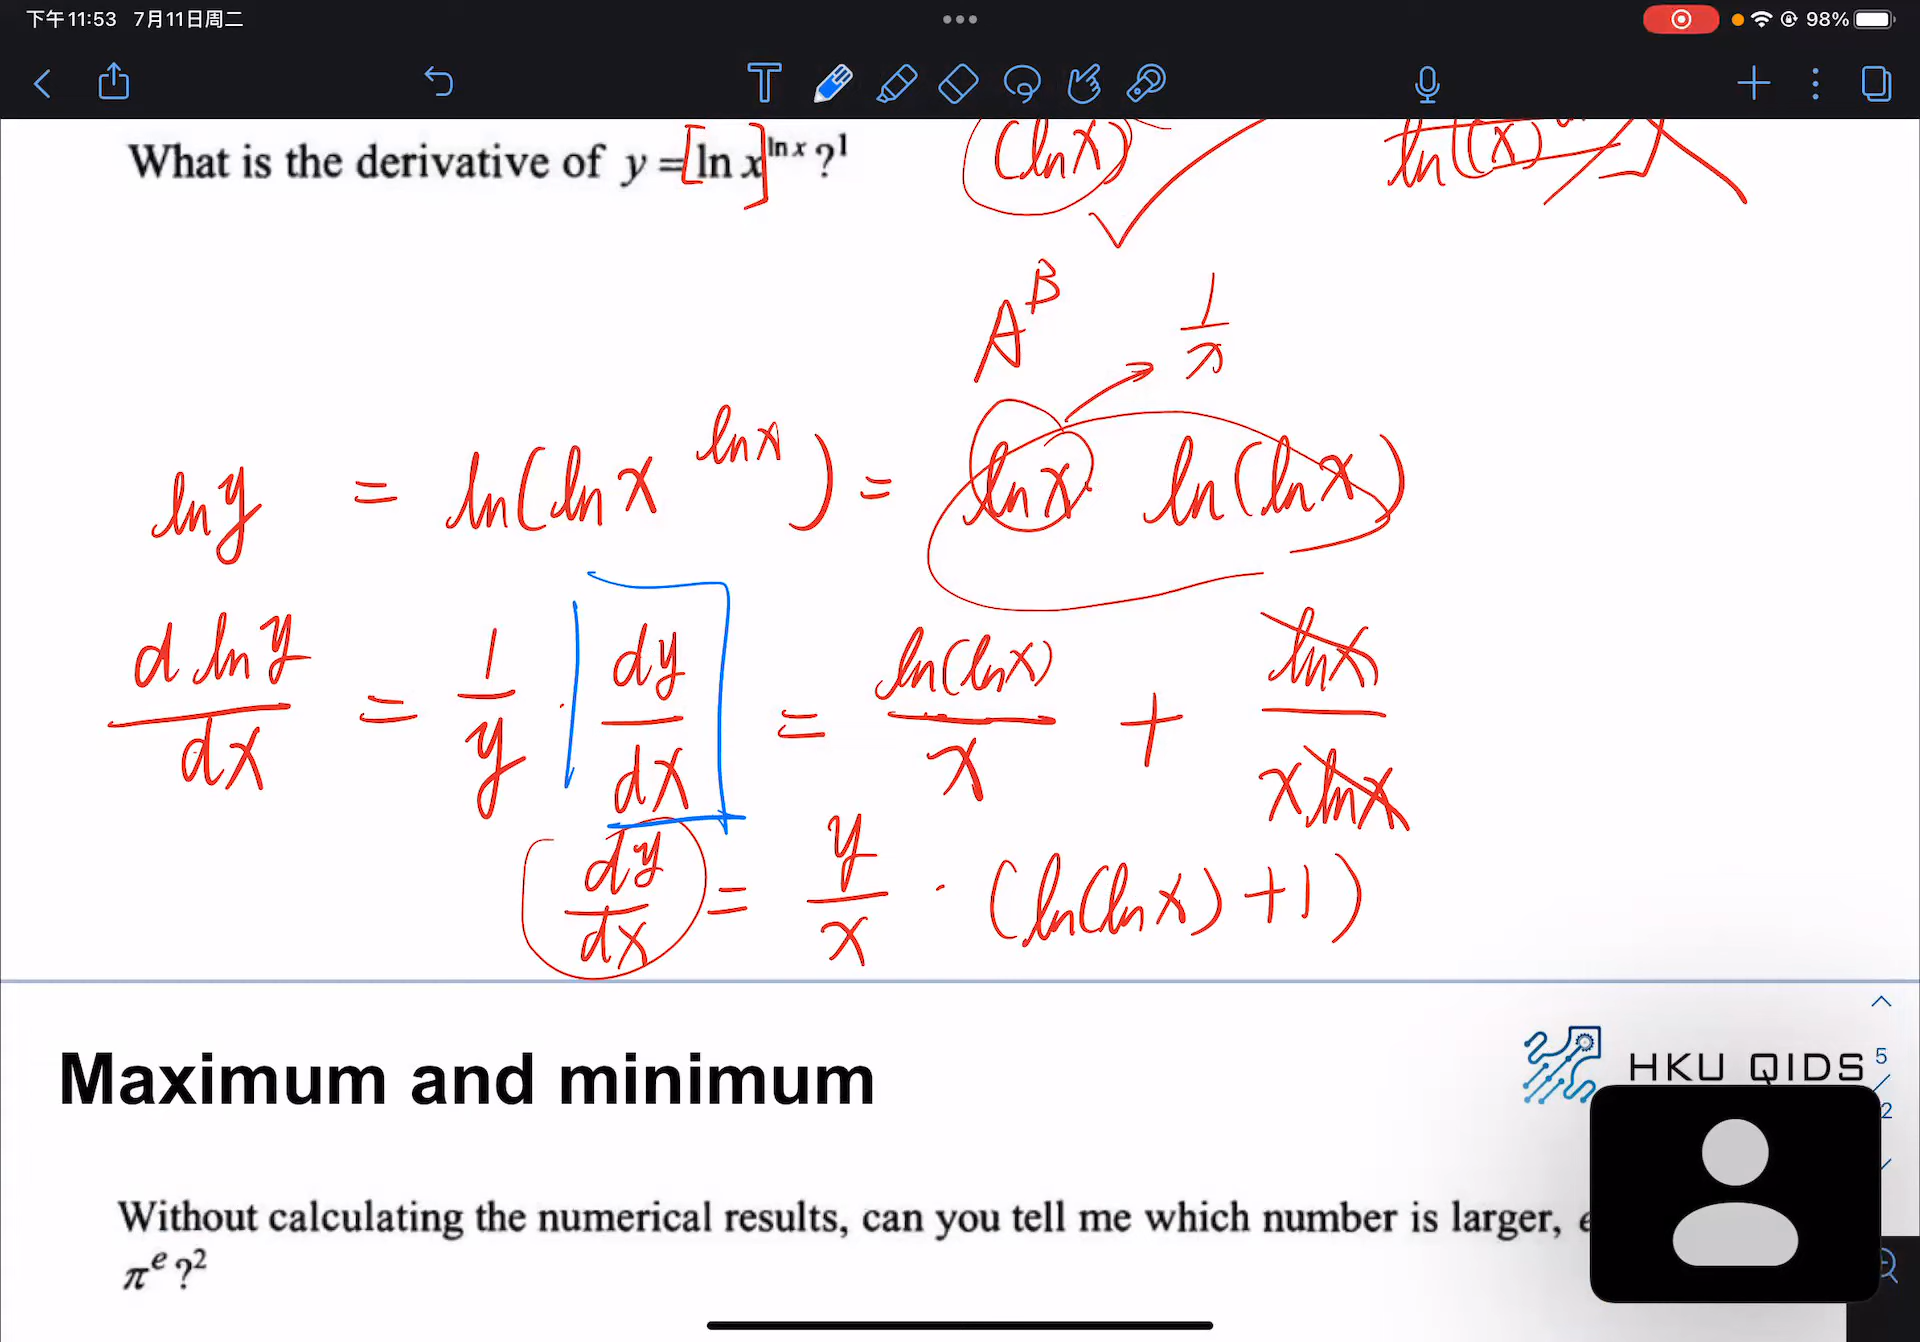 下午11:53 7月11日周二
98%
What is the derivative of y = [ln x]^{ln x} ?¹
(ln x)
ln((x)
A^B
1/x
ln y = ln(ln x^{ln x}) = ln x ln(ln x)
d ln y / dx = 1/y · dy/dx = ln(ln x)/x + ln x / x ln x
dy/dx = y/x · (ln(ln x) + 1)
Maximum and minimum
HKU QIDS
5
2
Without calculating the numerical results, can you tell me which number is larger, e
π^e ?²